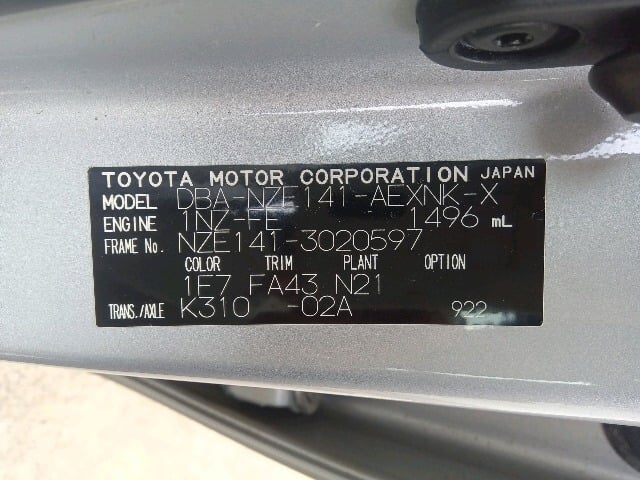 TOYOTA MOTOR CORPORATION JAPAN
MODEL DBA-NZE141-AEXNK-X
ENGINE 1NZ-FE 1496 mL
FRAME No. NZE141-3020597
COLOR TRIM PLANT OPTION
1E7 FA43 N21
TRANS./AXLE K310 -02A 922